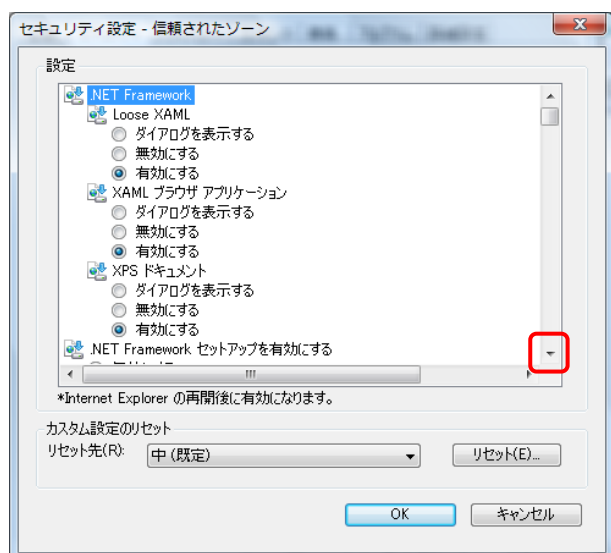 セキュリティ設定 - 信頼されたゾーン
設定
.NET Framework
Loose XAML
ダイアログを表示する
無効にする
有効にする
XAML ブラウザ アプリケーション
ダイアログを表示する
無効にする
有効にする
XPS ドキュメント
ダイアログを表示する
無効にする
有効にする
.NET Framework セットアップを有効にする
*Internet Explorer の再開後に有効になります。
カスタム設定のリセット
リセット先(R): 中 (既定) リセット(E)...
OK キャンセル